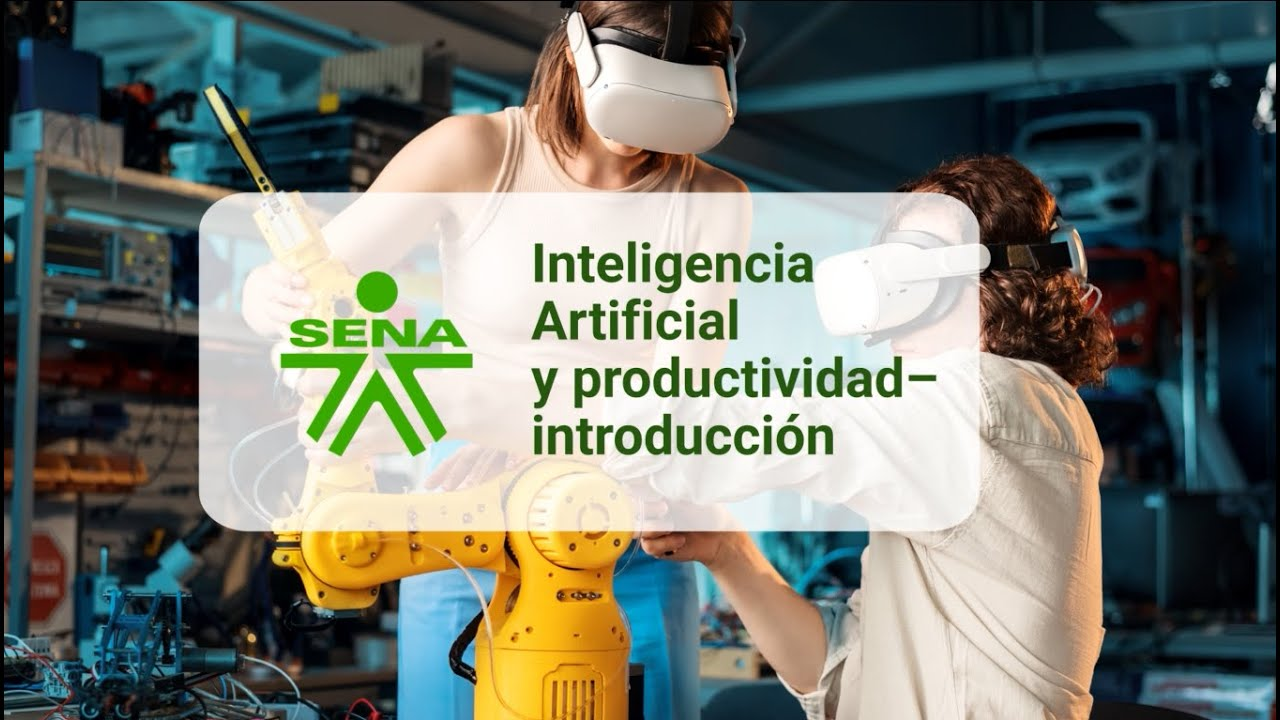 SENA
Inteligencia
Artificial
y productividad–
introducción